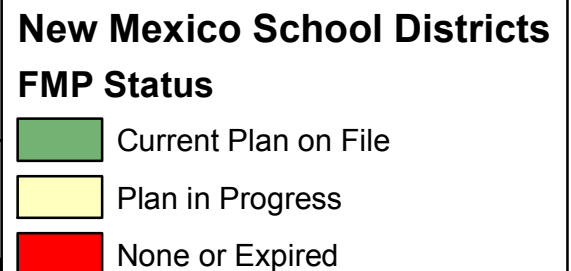 New Mexico School Districts
FMP Status
Current Plan on File
Plan in Progress
None or Expired